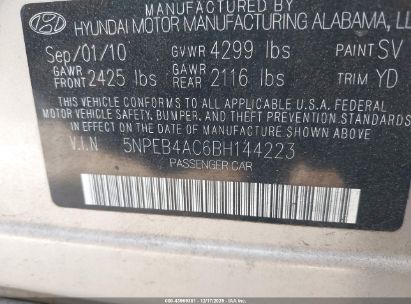 MANUFACTURED BY
HYUNDAI MOTOR MANUFACTURING ALABAMA, LL
Sep/01/10 GVWR 4299 lbs PAINT SV
GAWR FRONT 2425 lbs GAWR REAR 2116 lbs TRIM YD
THIS VEHICLE CONFORMS TO ALL APPLICABLE U.S.A. FEDERAL
MOTOR VEHICLE SAFETY, BUMPER, AND THEFT PREVENTION
STANDARDS IN EFFECT ON THE DATE OF MANUFACTURE SHOWN ABOVE.
V.I.N 5NPEB4AC6BH144223
PASSENGER CAR